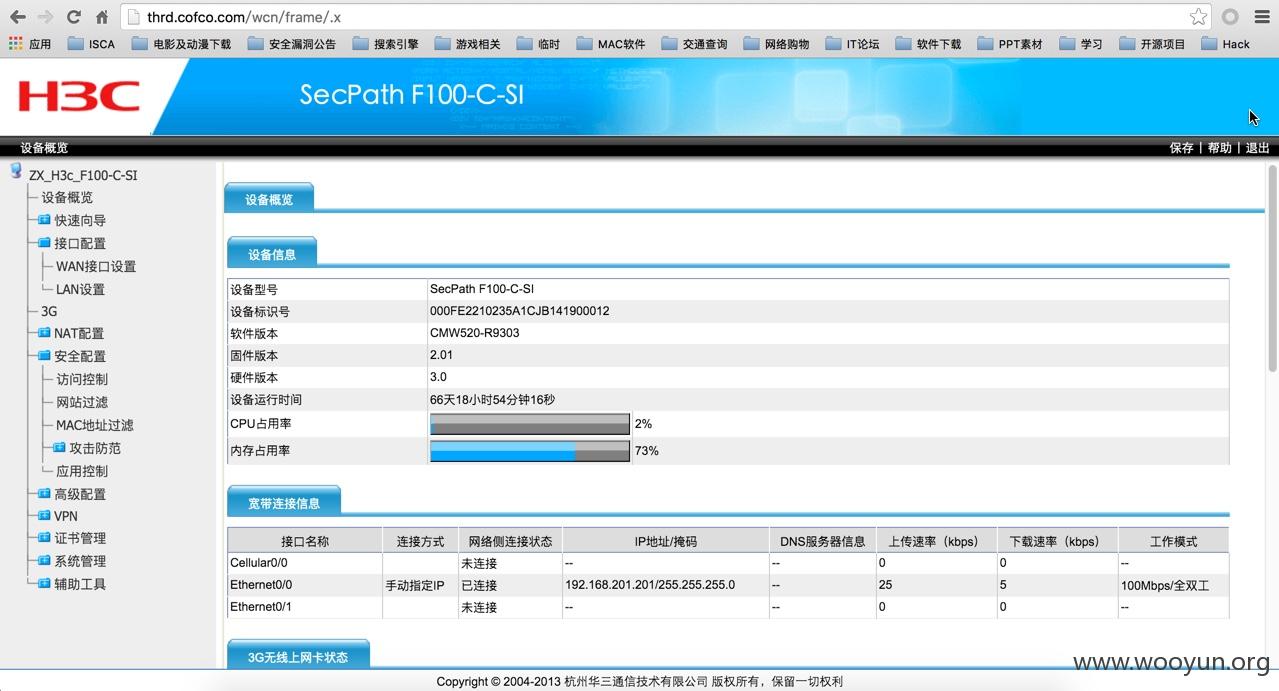 thrd.cofco.com/wcn/frame/.x
应用 ISCA 电影及动漫下载 安全漏洞公告 搜索引擎 游戏相关 临时 MAC软件 交通查询 网络购物 IT论坛 软件下载 PPT素材 学习 开源项目 Hack
H3C SecPath F100-C-SI
设备概览 保存 | 帮助 | 退出
ZX_H3c_F100-C-SI
设备概览
快速向导
接口配置
WAN接口设置
LAN设置
3G
NAT配置
安全配置
访问控制
网站过滤
MAC地址过滤
攻击防范
应用控制
高级配置
VPN
证书管理
系统管理
辅助工具
设备概览
设备信息
设备型号 SecPath F100-C-SI
设备标识号 000FE2210235A1CJB141900012
软件版本 CMW520-R9303
固件版本 2.01
硬件版本 3.0
设备运行时间 66天18小时54分钟16秒
CPU占用率 2%
内存占用率 73%
宽带连接信息
接口名称 连接方式 网络侧连接状态 IP地址/掩码 DNS服务器信息 上传速率（kbps） 下载速率（kbps） 工作模式
Cellular0/0 未连接 -- -- 0 0 --
Ethernet0/0 手动指定IP 已连接 192.168.201.201/255.255.255.0 -- 25 5 100Mbps/全双工
Ethernet0/1 未连接 -- -- 0 0 --
3G无线上网卡状态
www.wooyun.org
Copyright © 2004-2013 杭州华三通信技术有限公司 版权所有，保留一切权利